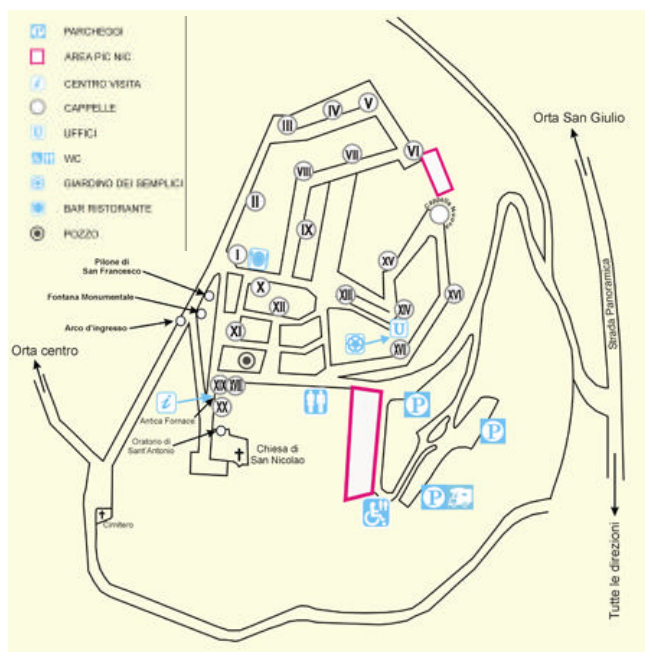 P
PARCHEGGI
AREA PIC NIC
i
CENTRO VISITA
CAPPELLE
U
UFFICI
WC
GIARDINO DEI SEMPLICI
BAR RISTORANTE
POZZO
Orta San Giulio
Strada Panoramica
Tutte le direzioni
III
IV
V
VI
VII
VIII
II
IX
I
X
XII
XI
XIII
XIV
XV
XVI
XVI
U
Cappella Nuova
Pilone di
San Francesco
Fontana Monumentale
Arco d'ingresso
Orta centro
i
XIX
XVIII
XX
Antica Fornace
Oratorio di
Sant'Antonio
Chiesa di
San Nicolao
Cimitero
P
P
P